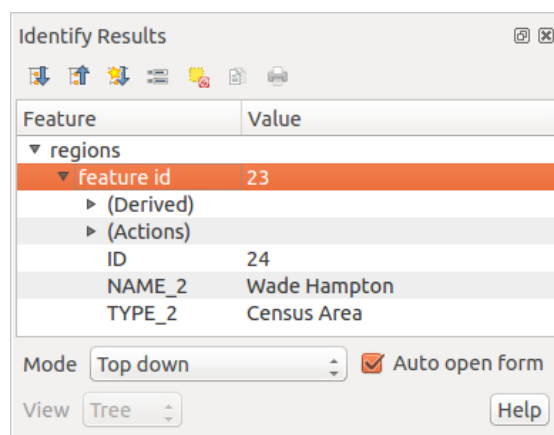 Identify Results
Feature Value
regions
feature id 23
(Derived)
(Actions)
ID 24
NAME_2 Wade Hampton
TYPE_2 Census Area
Mode Top down Auto open form
View Tree Help